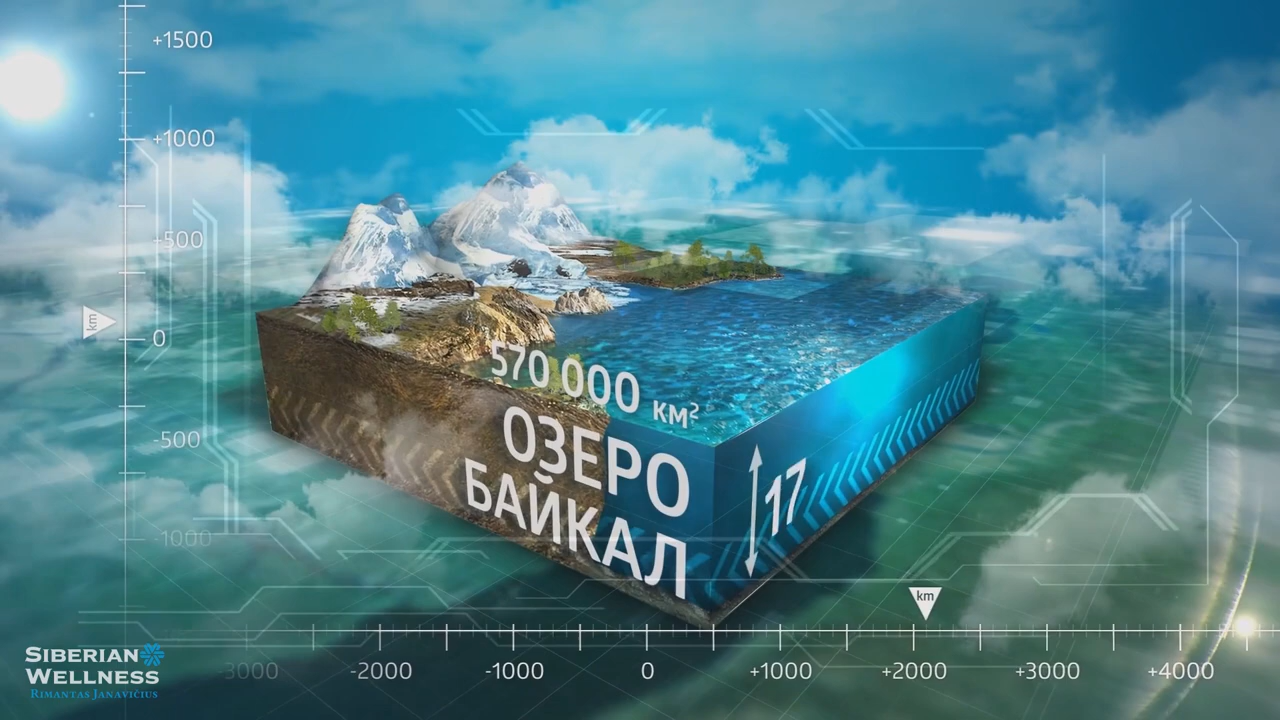 +1500
+1000
+500
km
0
-500
1000
570 000 км²
ОЗЕРО
БАЙКАЛ
17
km
-3000 -2000 -1000 0 +1000 +2000 +3000 +4000
SIBERIAN
WELLNESS
RIMANTAS JANAVIČIUS